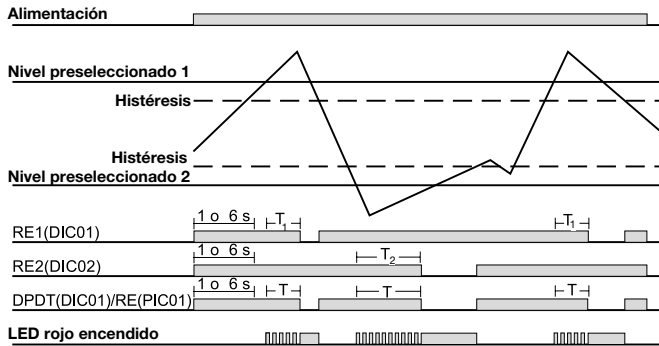 Alimentación
Nivel preseleccionado 1
Histéresis
Histéresis
Nivel preseleccionado 2
1 o 6 s T1 T1
RE1(DIC01)
1 o 6 s T2
RE2(DIC02)
1 o 6 s T T T
DPDT(DIC01)/RE(PIC01)
LED rojo encendido